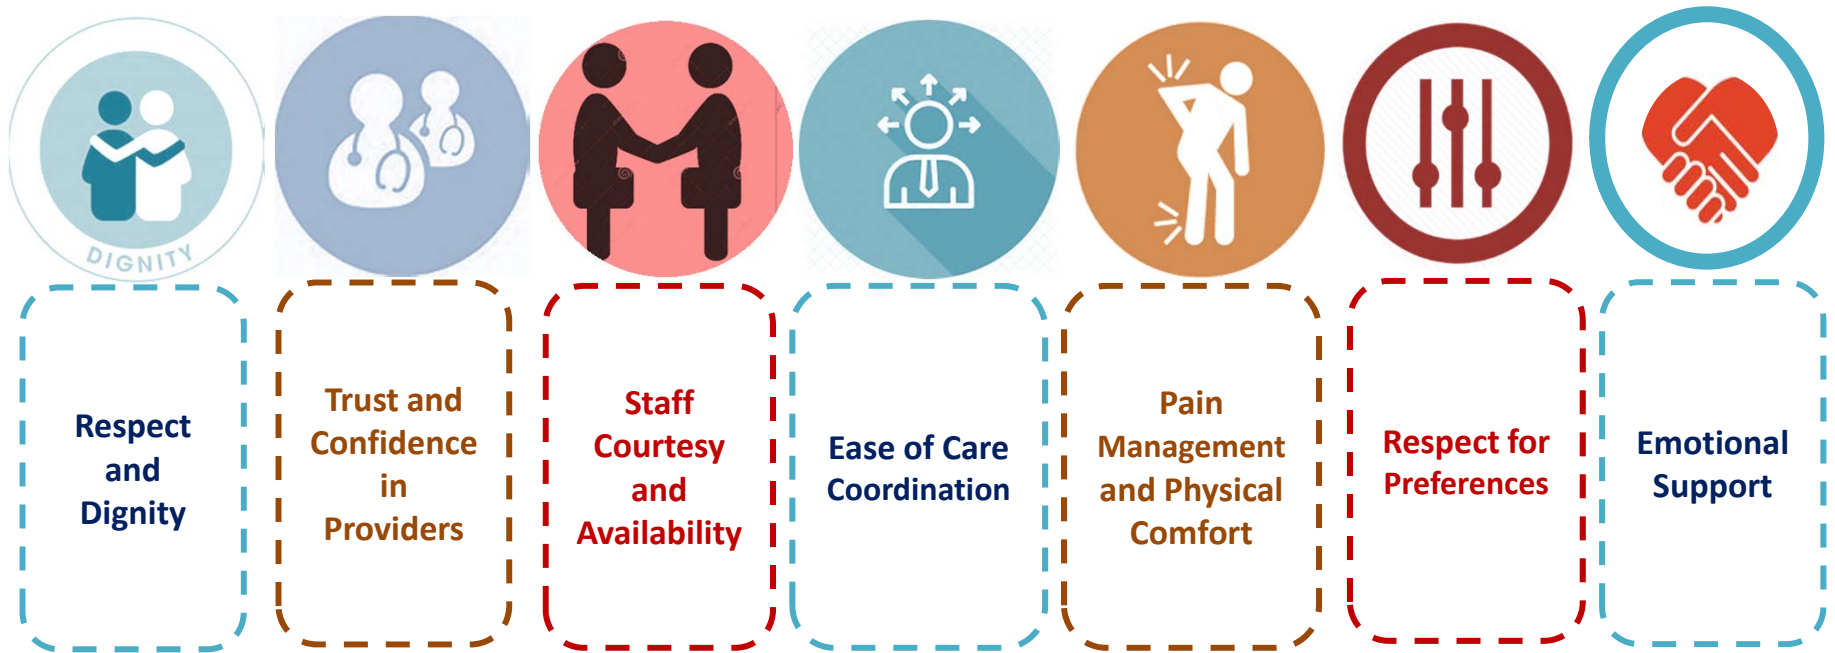 DIGNITY
Respect
and
Dignity
Trust and
Confidence
in
Providers
Staff
Courtesy
and
Availability
Ease of Care
Coordination
Pain
Management
and Physical
Comfort
Respect for
Preferences
Emotional
Support